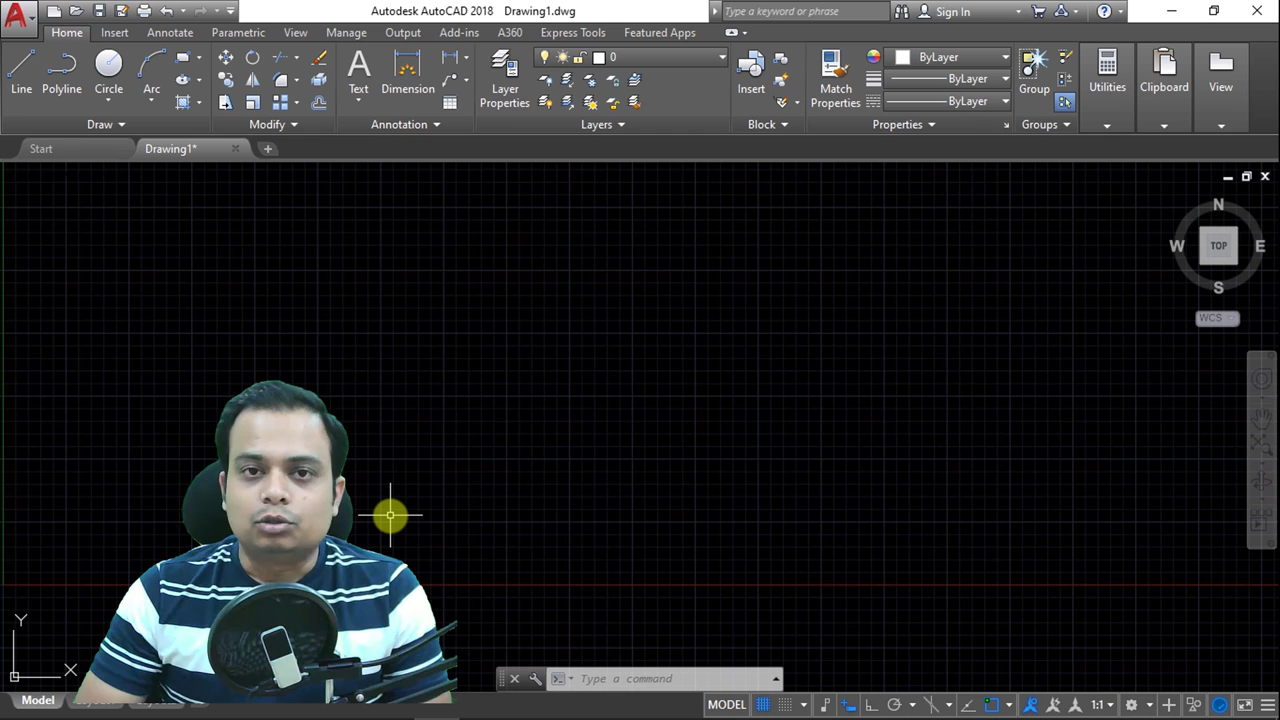 Autodesk AutoCAD 2018 Drawing1.dwg
Type a keyword or phrase
Sign In
Home Insert Annotate Parametric View Manage Output Add-ins A360 Express Tools Featured Apps
Line Polyline Circle Arc
Text Dimension
Layer Properties
0
Insert
Match Properties
ByLayer
ByLayer
ByLayer
Group
Utilities
Clipboard
View
Draw Modify Annotation Layers Block Properties Groups
Start Drawing1*
N
W TOP E
S
WCS
Y
X
Type a command
Model
MODEL
1:1